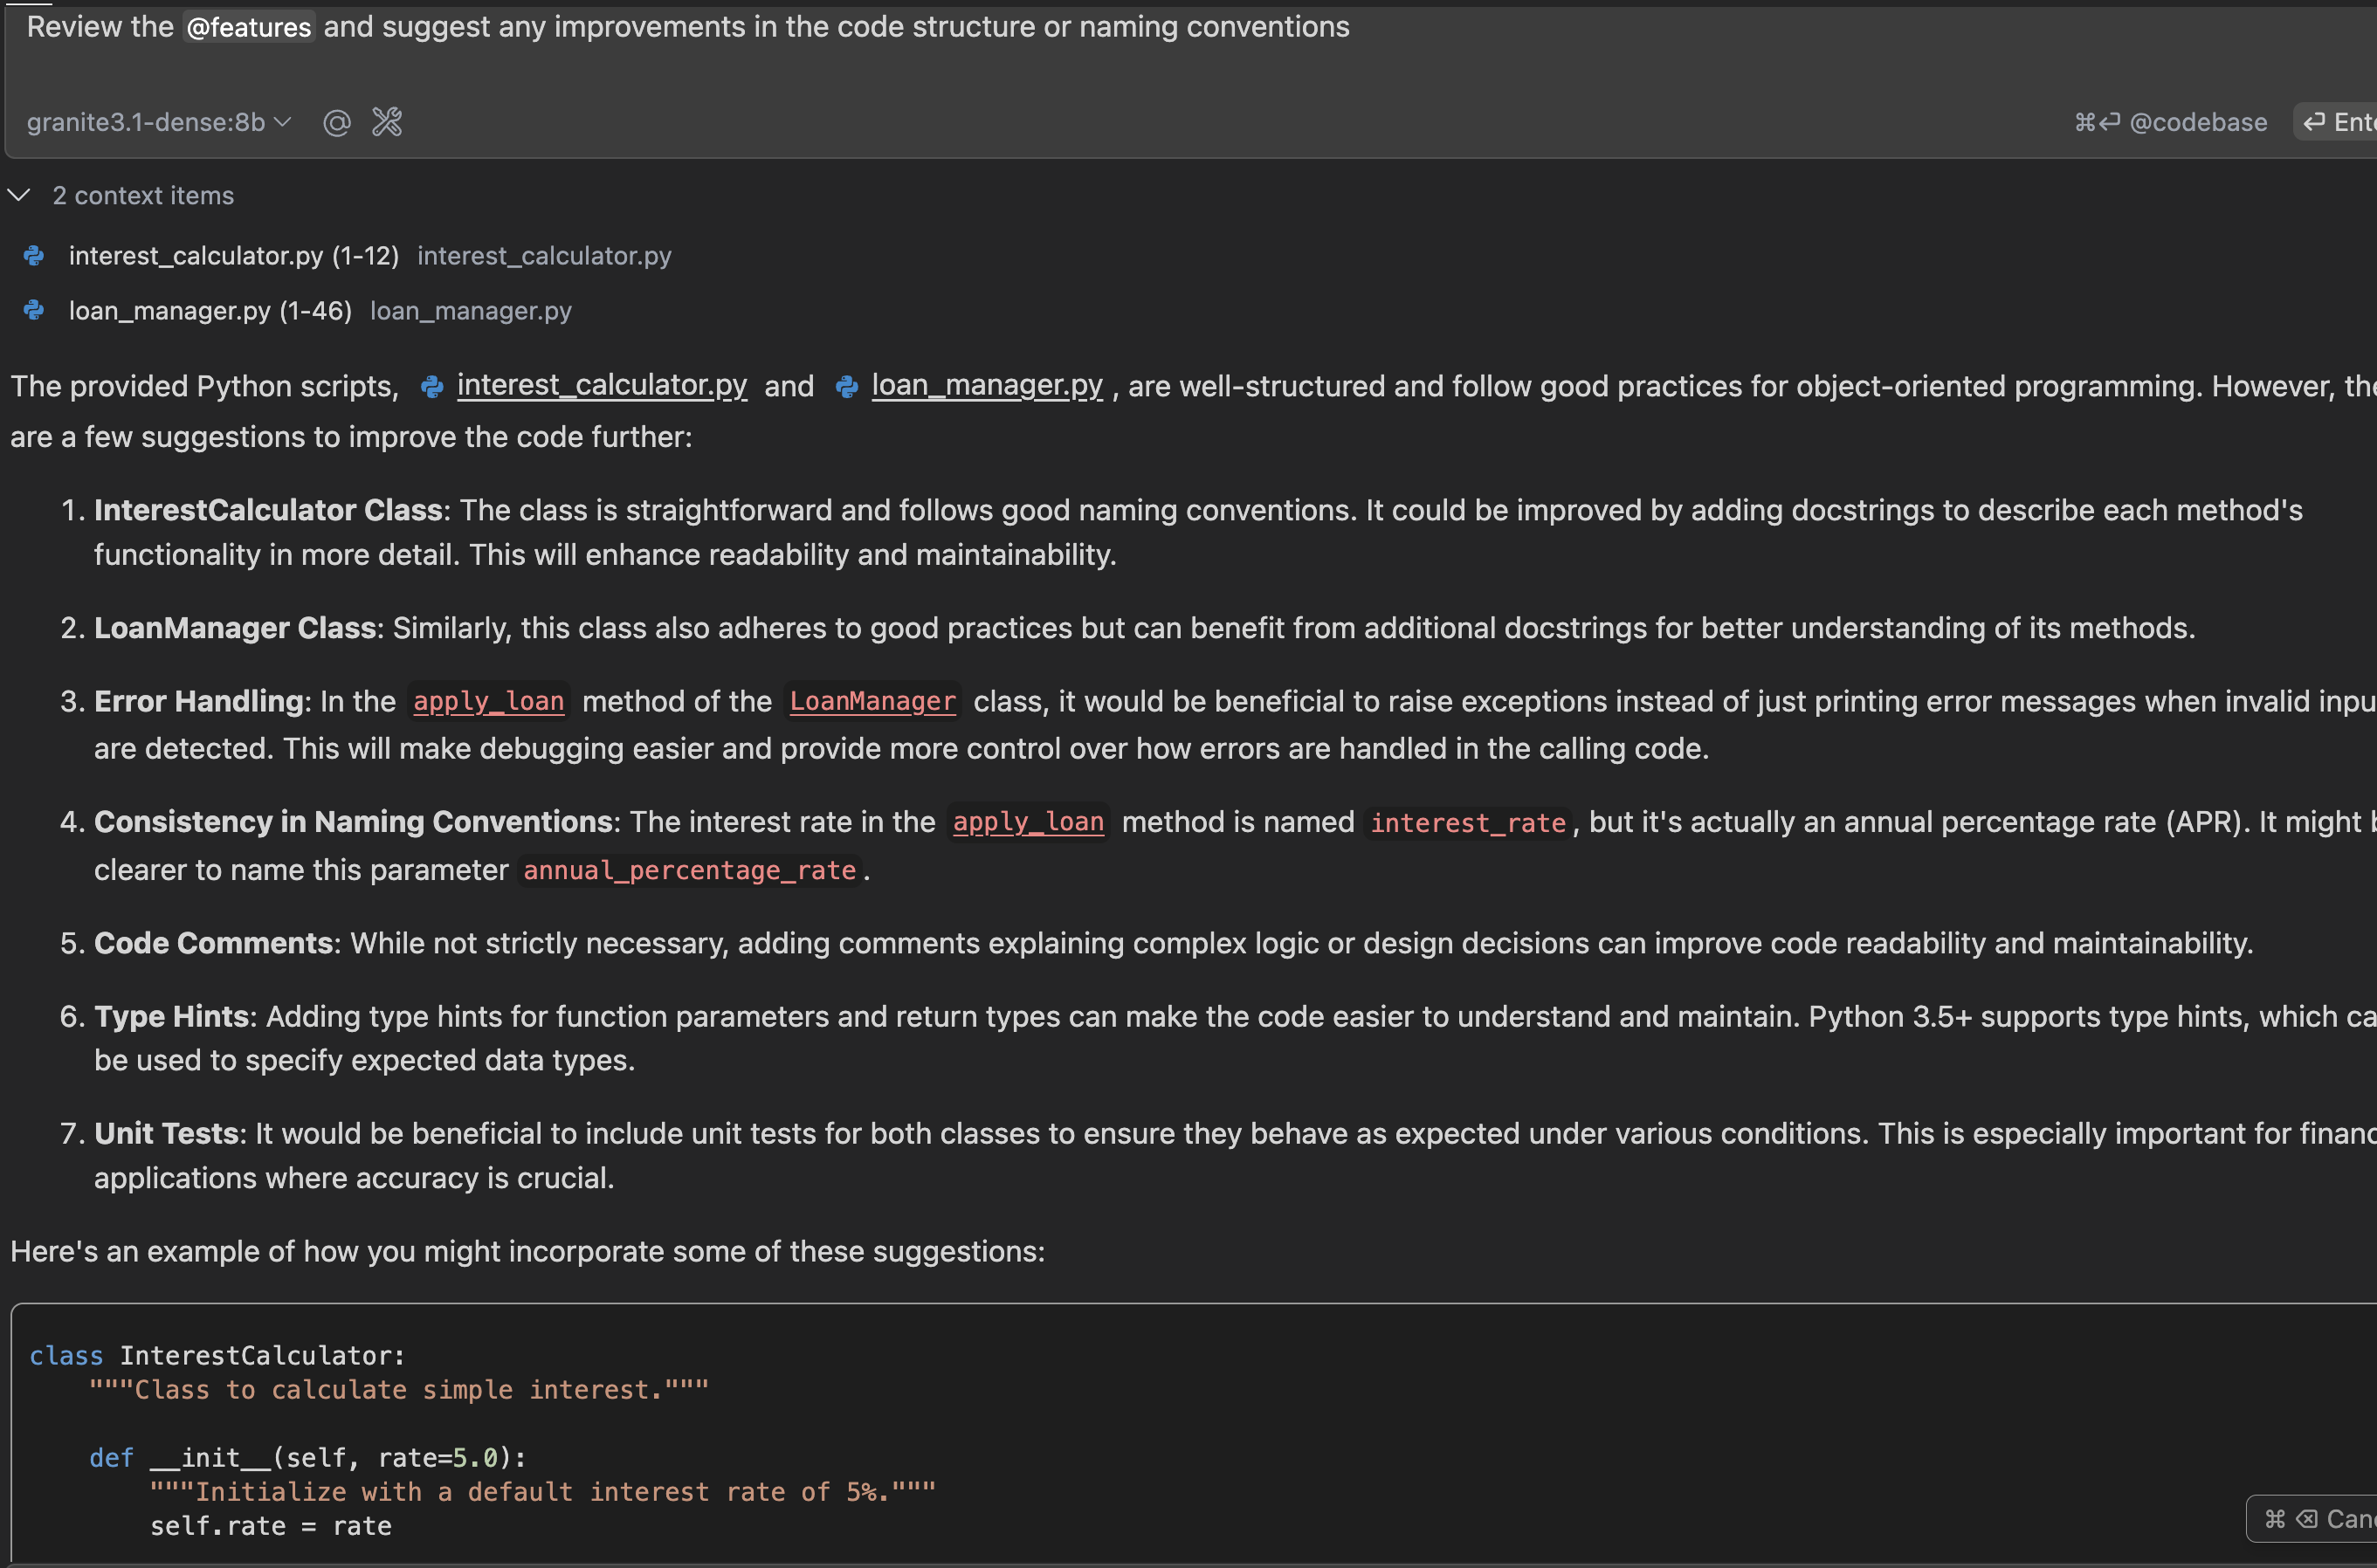 Review the @features and suggest any improvements in the code structure or naming conventions
granite3.1-dense:8b @ ⌘⏎ @codebase ⏎ Ent
2 context items
interest_calculator.py (1-12) interest_calculator.py
loan_manager.py (1-46) loan_manager.py
The provided Python scripts, interest_calculator.py and loan_manager.py , are well-structured and follow good practices for object-oriented programming. However, the
are a few suggestions to improve the code further:
1. InterestCalculator Class: The class is straightforward and follows good naming conventions. It could be improved by adding docstrings to describe each method's
functionality in more detail. This will enhance readability and maintainability.
2. LoanManager Class: Similarly, this class also adheres to good practices but can benefit from additional docstrings for better understanding of its methods.
3. Error Handling: In the apply_loan method of the LoanManager class, it would be beneficial to raise exceptions instead of just printing error messages when invalid inpu
are detected. This will make debugging easier and provide more control over how errors are handled in the calling code.
4. Consistency in Naming Conventions: The interest rate in the apply_loan method is named interest_rate, but it's actually an annual percentage rate (APR). It might b
clearer to name this parameter annual_percentage_rate.
5. Code Comments: While not strictly necessary, adding comments explaining complex logic or design decisions can improve code readability and maintainability.
6. Type Hints: Adding type hints for function parameters and return types can make the code easier to understand and maintain. Python 3.5+ supports type hints, which ca
be used to specify expected data types.
7. Unit Tests: It would be beneficial to include unit tests for both classes to ensure they behave as expected under various conditions. This is especially important for financ
applications where accuracy is crucial.
Here's an example of how you might incorporate some of these suggestions:
class InterestCalculator:
    """Class to calculate simple interest."""
    def __init__(self, rate=5.0):
        """Initialize with a default interest rate of 5%."""
        self.rate = rate
⌘ ⌫ Canc